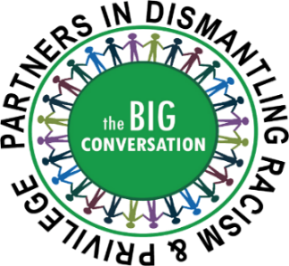 PARTNERS IN DISMANTLING RACISM & PRIVILEGE
the BIG
CONVERSATION